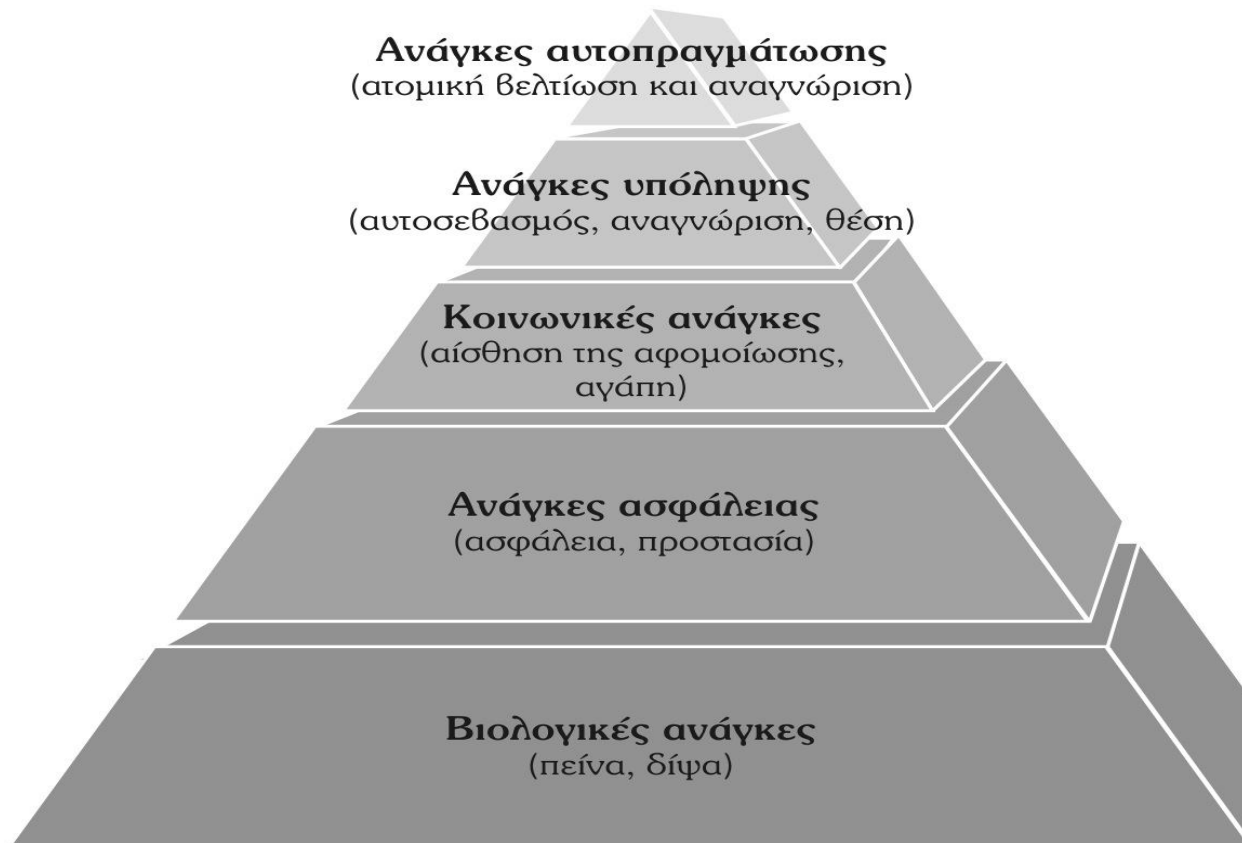 Ανάγκες αυτοπραγμάτωσης
(ατομική βελτίωση και αναγνώριση)
Ανάγκες υπόληψης
(αυτοσεβασμός, αναγνώριση, θέση)
Κοινωνικές ανάγκες
(αίσθηση της αφομοίωσης,
αγάπη)
Ανάγκες ασφάλειας
(ασφάλεια, προστασία)
Βιολογικές ανάγκες
(πείνα, δίψα)